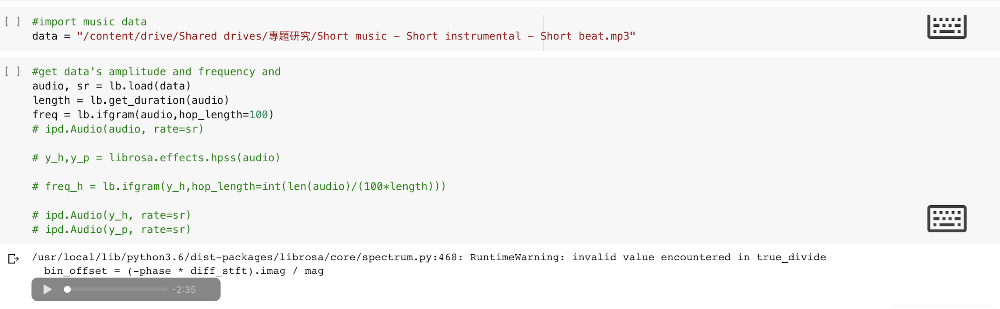 [ ] #import music data
data = "/content/drive/Shared drives/專題研究/Short music - Short instrumental - Short beat.mp3"
[ ] #get data's amplitude and frequency and
audio, sr = lb.load(data)
length = lb.get_duration(audio)
freq = lb.ifgram(audio,hop_length=100)
# ipd.Audio(audio, rate=sr)
# y_h,y_p = librosa.effects.hpss(audio)
# freq_h = lb.ifgram(y_h,hop_length=int(len(audio)/(100*length)))
# ipd.Audio(y_h, rate=sr)
# ipd.Audio(y_p, rate=sr)
/usr/local/lib/python3.6/dist-packages/librosa/core/spectrum.py:468: RuntimeWarning: invalid value encountered in true_divide
bin_offset = (-phase * diff_stft).imag / mag
-2:35